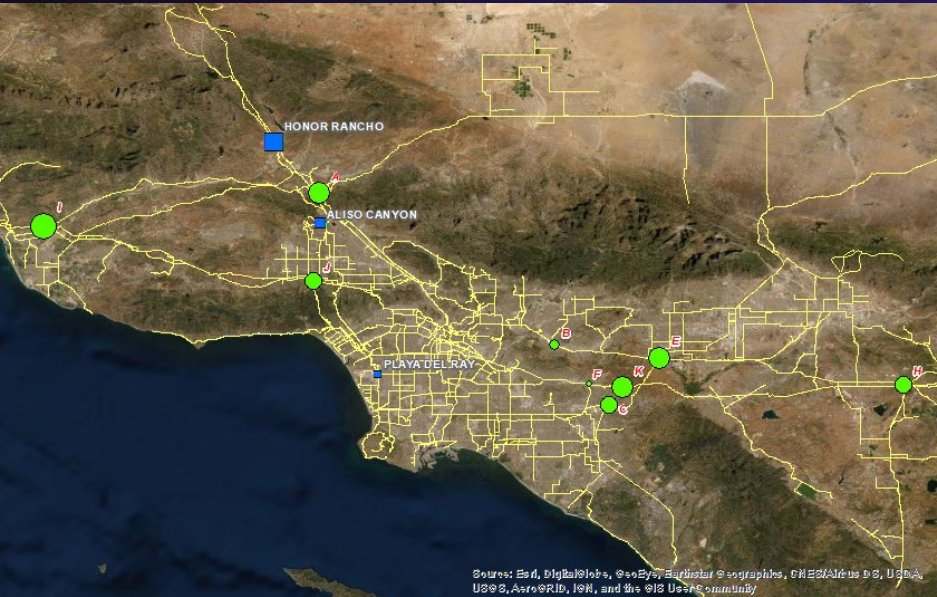 HONOR RANCHO
A
ALISO CANYON
I
J
B
E
PLAYA DEL RAY
F
K
H
G
Source: Esri, DigitalGlobe, GeoEye, Earthstar Geographics, CNES/Airbus DS, USDA,
USGS, AeroGRID, IGN, and the GIS User Community